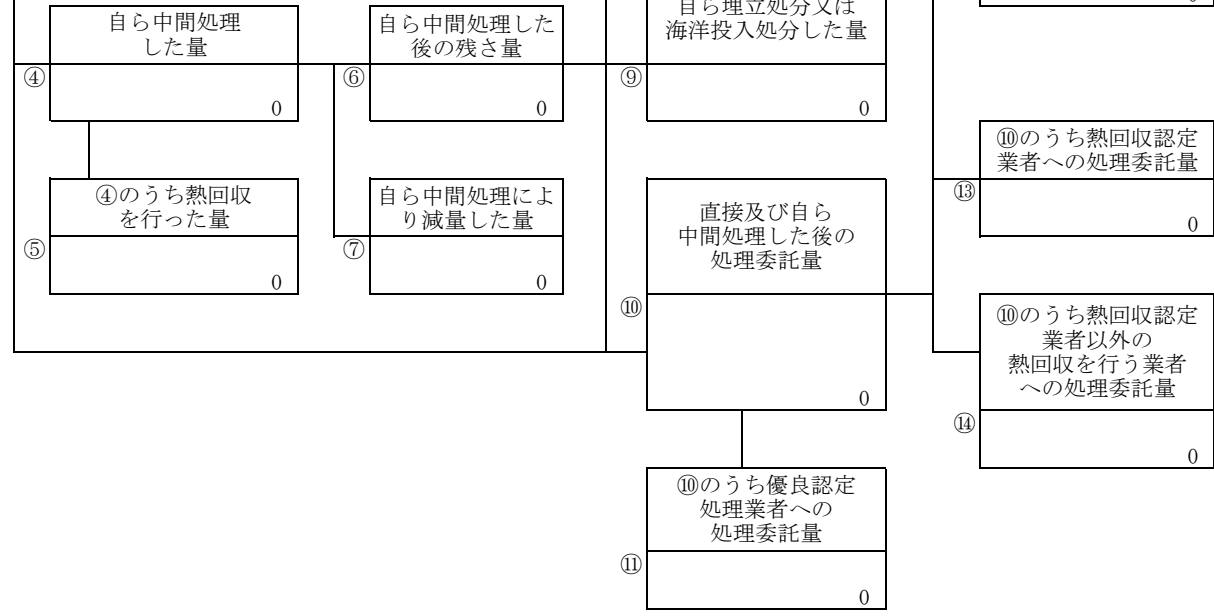 自ら中間処理
した量
④
0
自ら中間処理した
後の残さ量
⑥
0
自ら埋立処分又は
海洋投入処分した量
⑨
0
⑩のうち熱回収認定
業者への処理委託量
⑬
0
④のうち熱回収
を行った量
⑤
0
自ら中間処理によ
り減量した量
⑦
0
直接及び自ら
中間処理した後の
処理委託量
⑩
0
⑩のうち熱回収認定
業者以外の
熱回収を行う業者
への処理委託量
⑭
0
⑩のうち優良認定
処理業者への
処理委託量
⑪
0